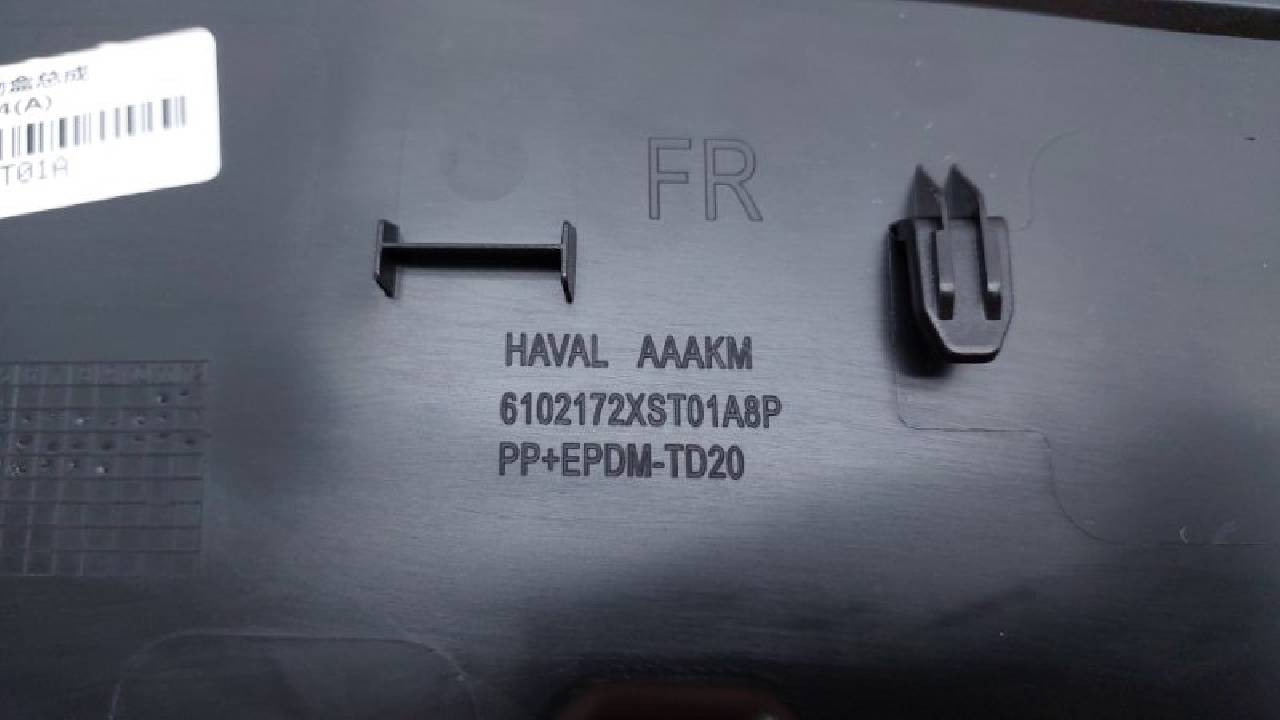 盒总成
4(A)
T01A
FR
HAVAL AAAKM
6102172XST01A8P
PP+EPDM-TD20